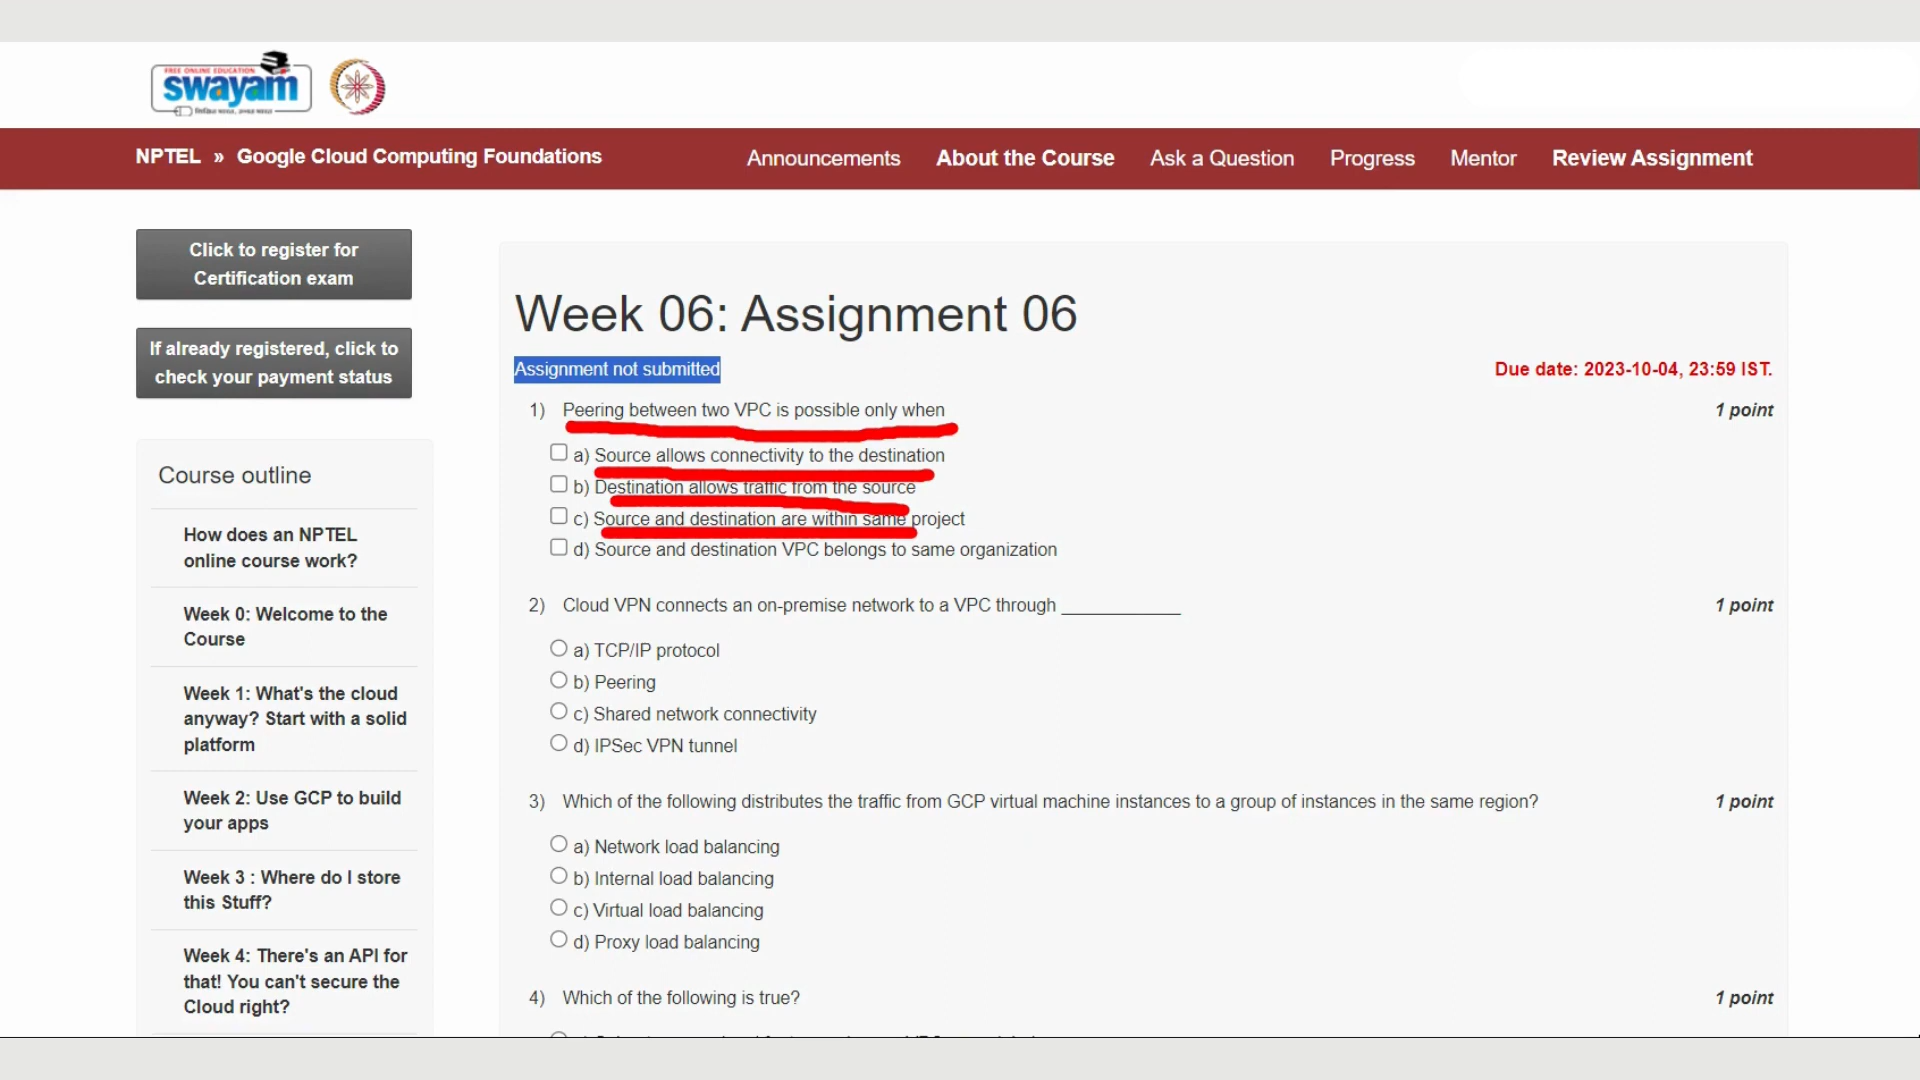 FREE ONLINE EDUCATION
swayam
NPTEL » Google Cloud Computing Foundations
Announcements
About the Course
Ask a Question
Progress
Mentor
Review Assignment
Click to register for
Certification exam
If already registered, click to
check your payment status
Course outline
How does an NPTEL
online course work?
Week 0: Welcome to the
Course
Week 1: What's the cloud
anyway? Start with a solid
platform
Week 2: Use GCP to build
your apps
Week 3 : Where do I store
this Stuff?
Week 4: There's an API for
that! You can't secure the
Cloud right?
Week 06: Assignment 06
Assignment not submitted
Due date: 2023-10-04, 23:59 IST.
1) Peering between two VPC is possible only when 1 point
a) Source allows connectivity to the destination
b) Destination allows traffic from the source
c) Source and destination are within same project
d) Source and destination VPC belongs to same organization
2) Cloud VPN connects an on-premise network to a VPC through ____________ 1 point
a) TCP/IP protocol
b) Peering
c) Shared network connectivity
d) IPSec VPN tunnel
3) Which of the following distributes the traffic from GCP virtual machine instances to a group of instances in the same region? 1 point
a) Network load balancing
b) Internal load balancing
c) Virtual load balancing
d) Proxy load balancing
4) Which of the following is true? 1 point